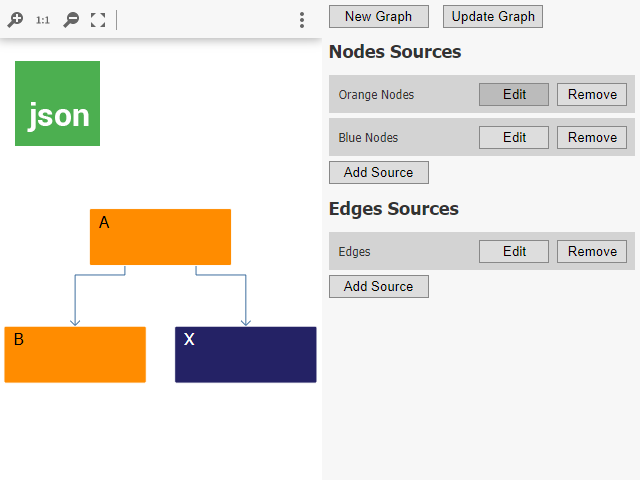 1:1
json
A
B
X
New Graph
Update Graph
Nodes Sources
Orange Nodes
Edit
Remove
Blue Nodes
Edit
Remove
Add Source
Edges Sources
Edges
Edit
Remove
Add Source